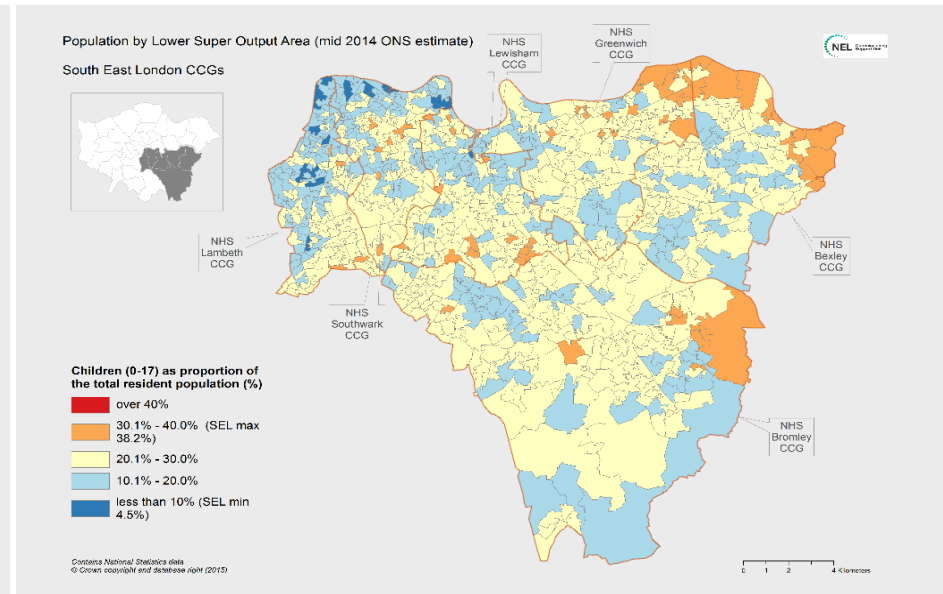 Population by Lower Super Output Area (mid 2014 ONS estimate)
South East London CCGs
NHS
Lewisham
CCG
NHS
Greenwich
CCG
NEL Commissioning
Support Unit
NHS
Lambeth
CCG
NHS
Bexley
CCG
NHS
Southwark
CCG
NHS
Bromley
CCG
Children (0-17) as proportion of
the total resident population (%)
over 40%
30.1% - 40.0% (SEL max
38.2%)
20.1% - 30.0%
10.1% - 20.0%
less than 10% (SEL min
4.5%)
Contains National Statistics data
© Crown copyright and database right (2015)
0 1 2 4 Kilometers